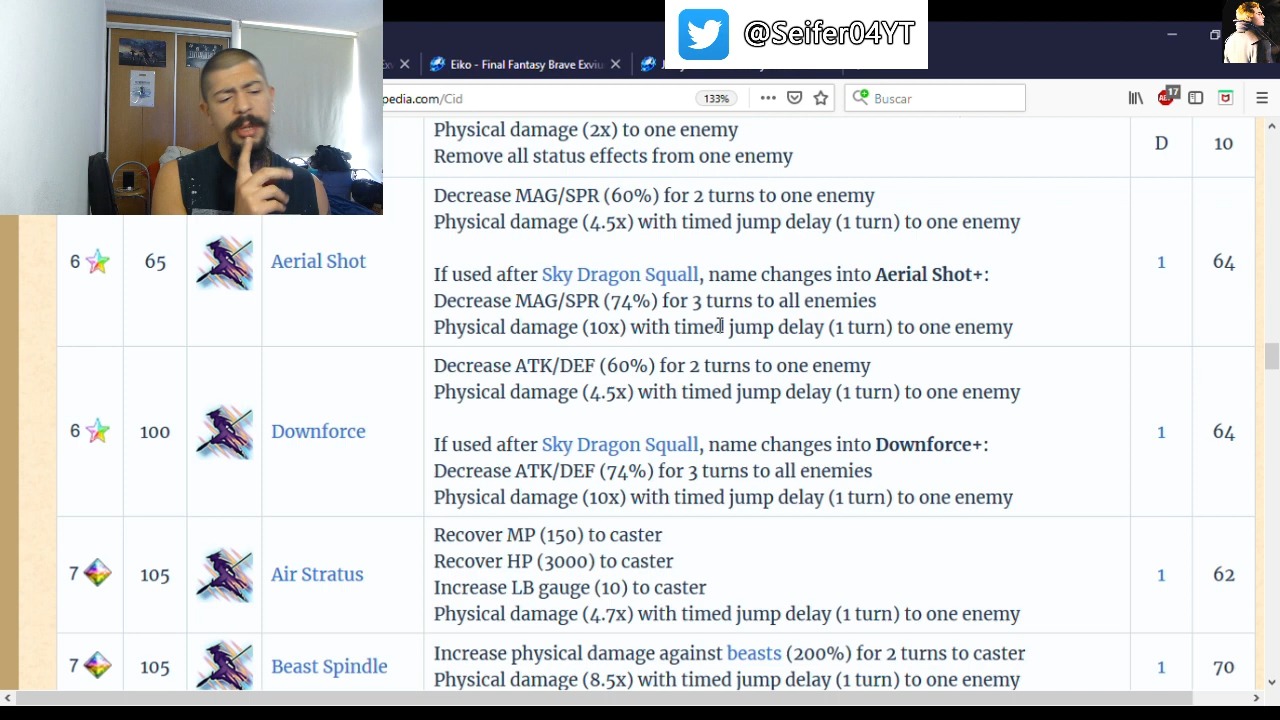 @Seifer04YT
Eiko - Final Fantasy Brave Exviu
pedia.com/Cid
133%
Buscar
17
Physical damage (2x) to one enemy
Remove all status effects from one enemy
D
10
6
65
Aerial Shot
Decrease MAG/SPR (60%) for 2 turns to one enemy
Physical damage (4.5x) with timed jump delay (1 turn) to one enemy
If used after Sky Dragon Squall, name changes into Aerial Shot+:
Decrease MAG/SPR (74%) for 3 turns to all enemies
Physical damage (10x) with timed jump delay (1 turn) to one enemy
1
64
6
100
Downforce
Decrease ATK/DEF (60%) for 2 turns to one enemy
Physical damage (4.5x) with timed jump delay (1 turn) to one enemy
If used after Sky Dragon Squall, name changes into Downforce+:
Decrease ATK/DEF (74%) for 3 turns to all enemies
Physical damage (10x) with timed jump delay (1 turn) to one enemy
1
64
7
105
Air Stratus
Recover MP (150) to caster
Recover HP (3000) to caster
Increase LB gauge (10) to caster
Physical damage (4.7x) with timed jump delay (1 turn) to one enemy
1
62
7
105
Beast Spindle
Increase physical damage against beasts (200%) for 2 turns to caster
Physical damage (8.5x) with timed jump delay (1 turn) to one enemy
1
70